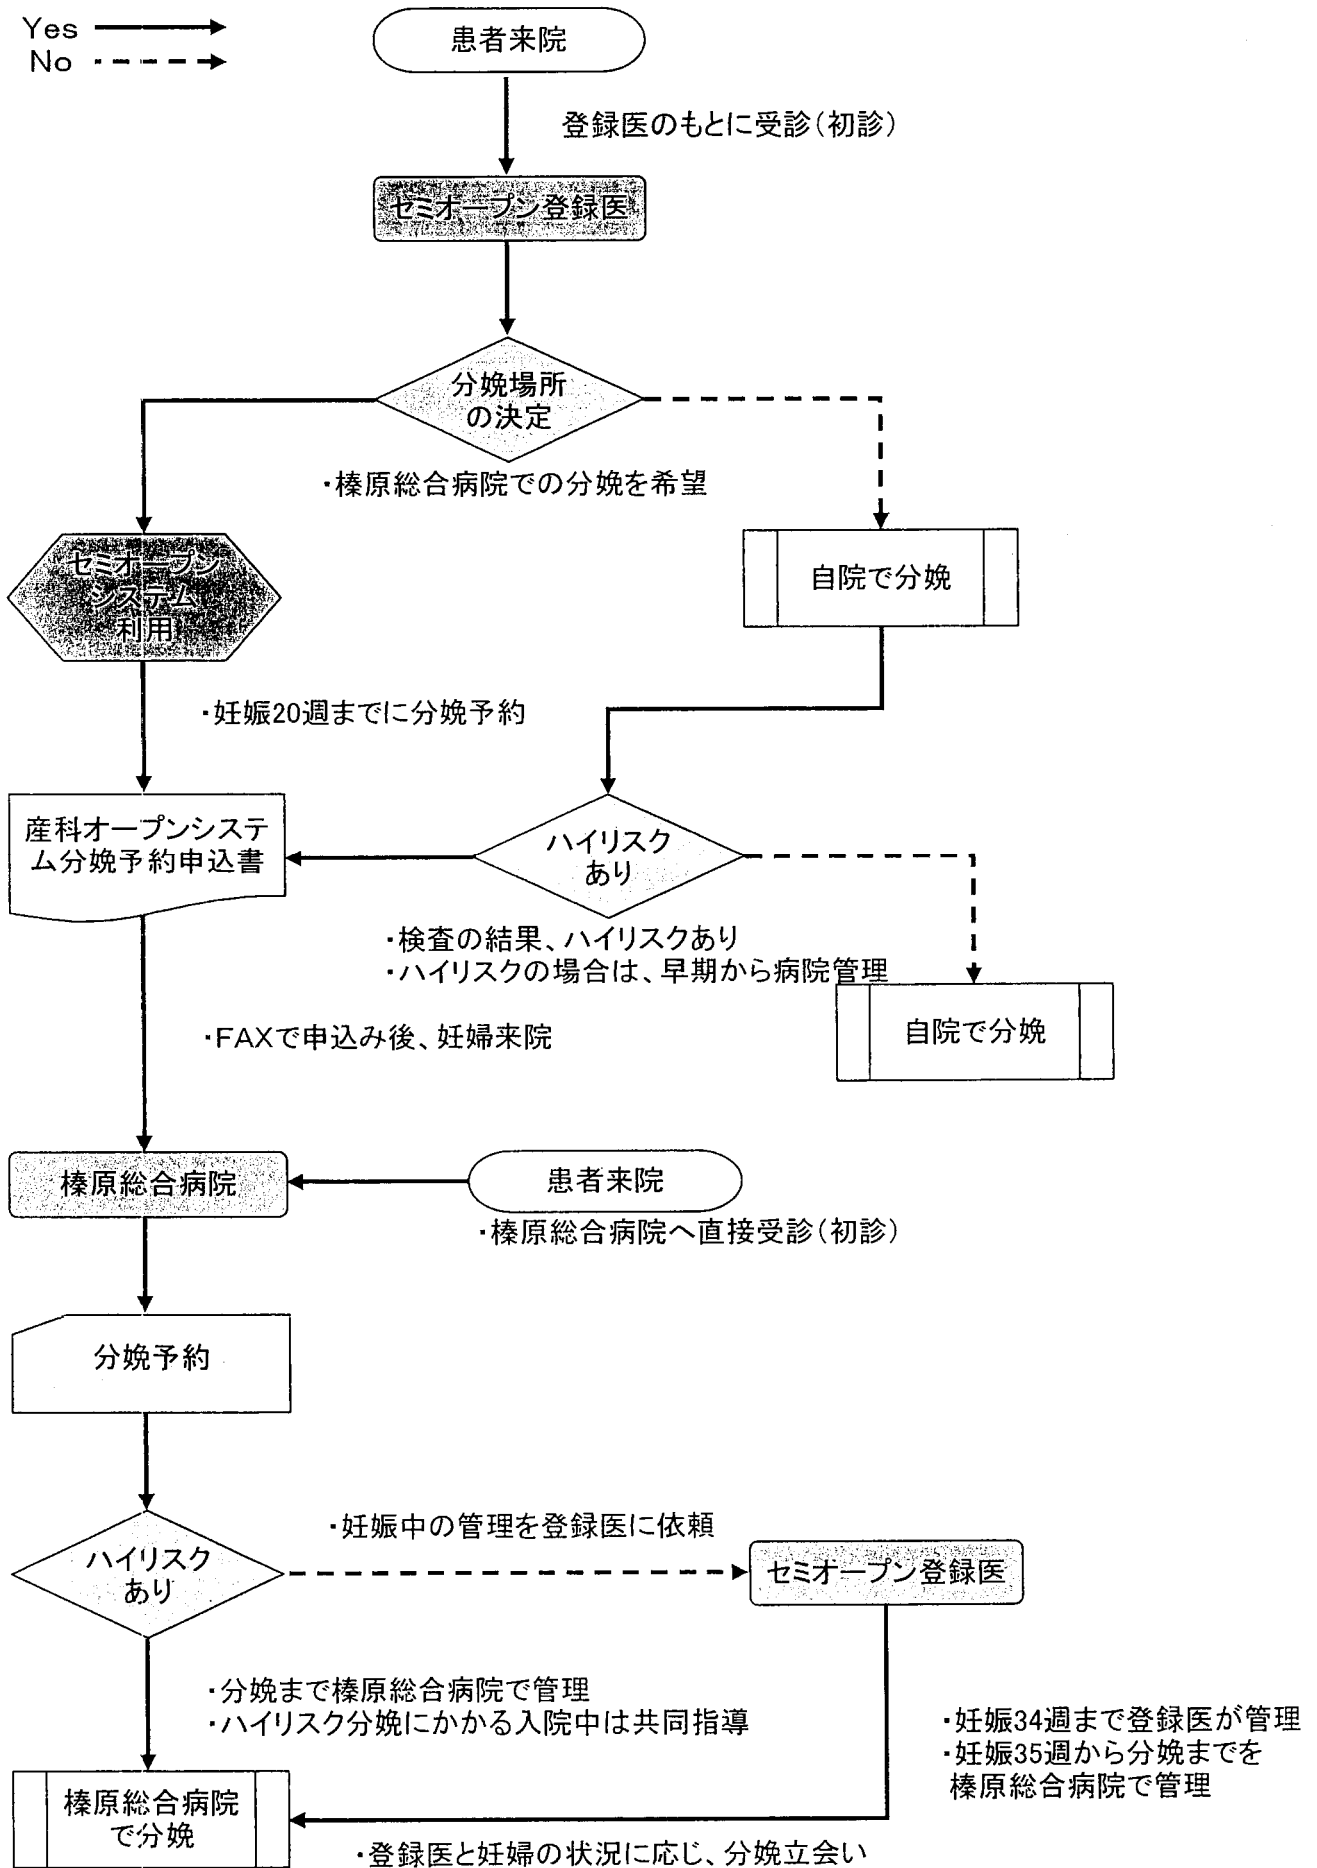 Yes
No
患者来院
登録医のもとに受診(初診)
セミオープン登録医
分娩場所
の決定
・榛原総合病院での分娩を希望
セミオープン
システム
利用
自院で分娩
・妊娠20週までに分娩予約
産科オープンシステ
ム分娩予約申込書
ハイリスク
あり
・検査の結果、ハイリスクあり
・ハイリスクの場合は、早期から病院管理
自院で分娩
・FAXで申込み後、妊婦来院
榛原総合病院
患者来院
・榛原総合病院へ直接受診(初診)
分娩予約
・妊娠中の管理を登録医に依頼
ハイリスク
あり
セミオープン登録医
・分娩まで榛原総合病院で管理
・ハイリスク分娩にかかる入院中は共同指導
・妊娠34週まで登録医が管理
・妊娠35週から分娩までを
榛原総合病院で管理
榛原総合病院
で分娩
・登録医と妊婦の状況に応じ、分娩立会い